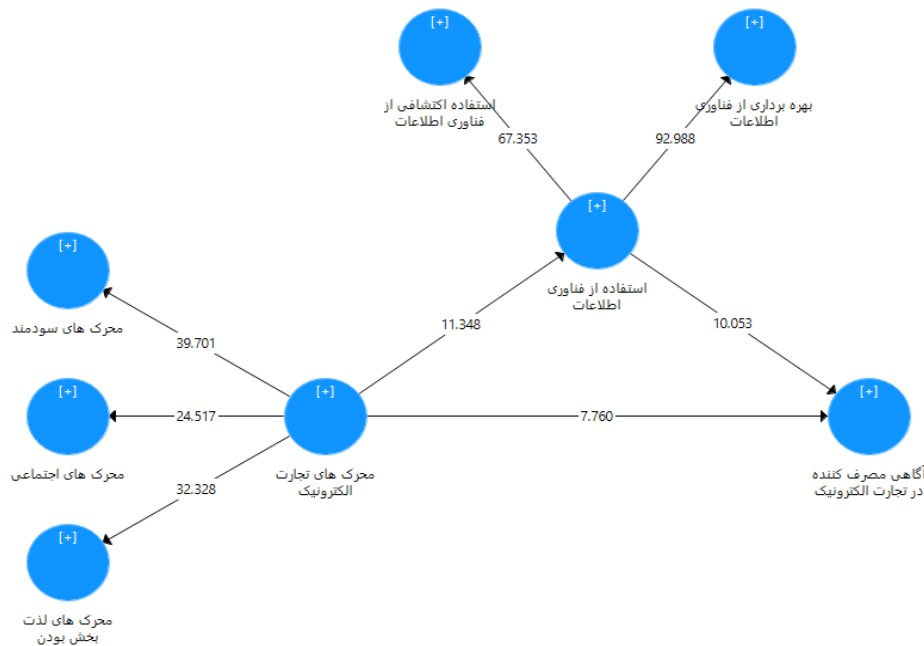 [+]
[+]
استفاده اکتشافی از
فناوری اطلاعات
بهره برداری از فناوری
اطلاعات
67.353
92.988
[+]
استفاده از فناوری
اطلاعات
[+]
محرک های سودمند
11.348
10.053
39.701
[+]
محرک های اجتماعی
24.517
[+]
محرک های تجارت
الکترونیک
7.760
[+]
آگاهی مصرف کننده
در تجارت الکترونیک
32.328
[+]
محرک های لذت
بخش بودن